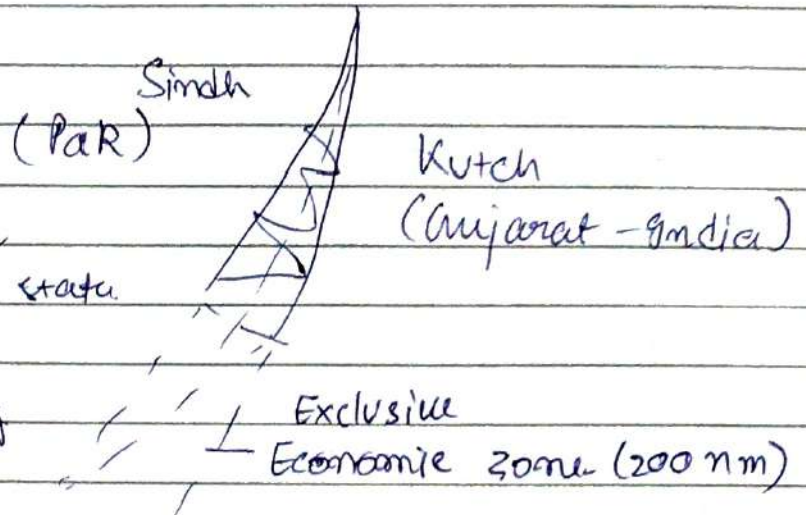 Sindh
(Pak)
Kutch
(Gujarat - India)
Exclusive
Economic zone (200 nm)